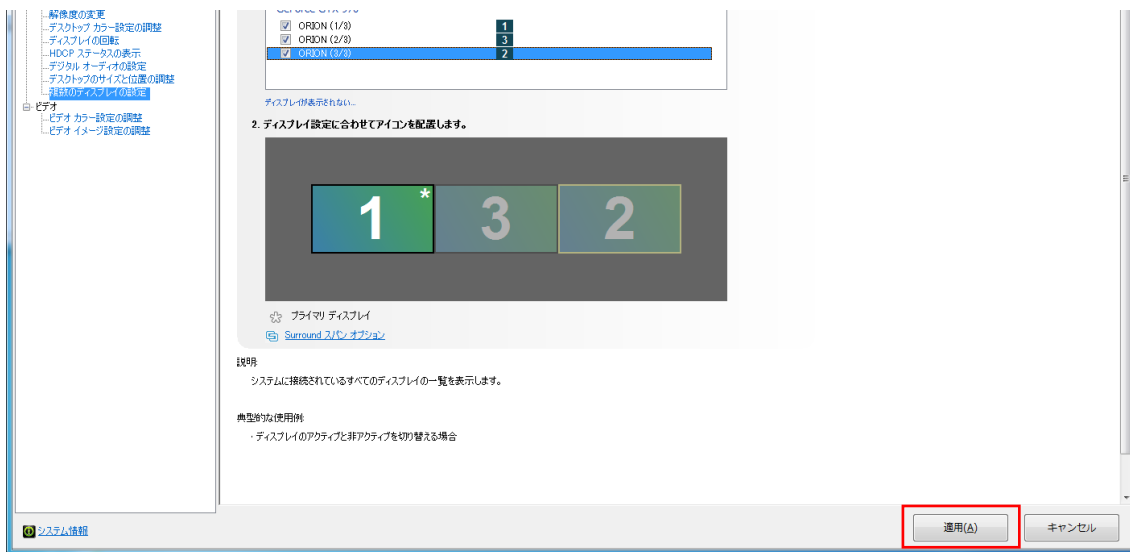 解像度の変更
デスクトップ カラー設定の調整
ディスプレイの回転
HDCP ステータスの表示
デジタル オーディオの設定
デスクトップのサイズと位置の調整
複数のディスプレイの設定
ビデオ
ビデオ カラー設定の調整
ビデオ イメージ設定の調整
GeForce GTX 970
ORION (1/3) 1
ORION (2/3) 3
ORION (3/3) 2
ディスプレイが表示されない...
2. ディスプレイ設定に合わせてアイコンを配置します。
1 * 3 2
プライマリ ディスプレイ
Surround スパン オプション
説明:
システムに接続されているすべてのディスプレイの一覧を表示します。
典型的な使用例:
・ディスプレイのアクティブと非アクティブを切り替える場合
システム情報
適用(A) キャンセル